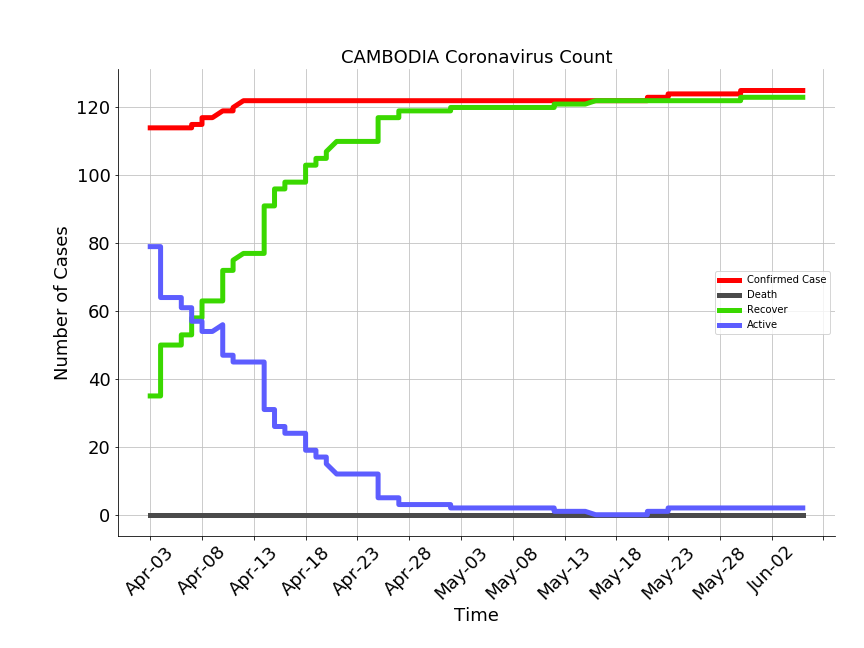 CAMBODIA Coronavirus Count
Number of Cases
120
100
80
60
40
20
0
Confirmed Case
Death
Recover
Active
Apr-03
Apr-08
Apr-13
Apr-18
Apr-23
Apr-28
May-03
May-08
May-13
May-18
May-23
May-28
Jun-02
Time